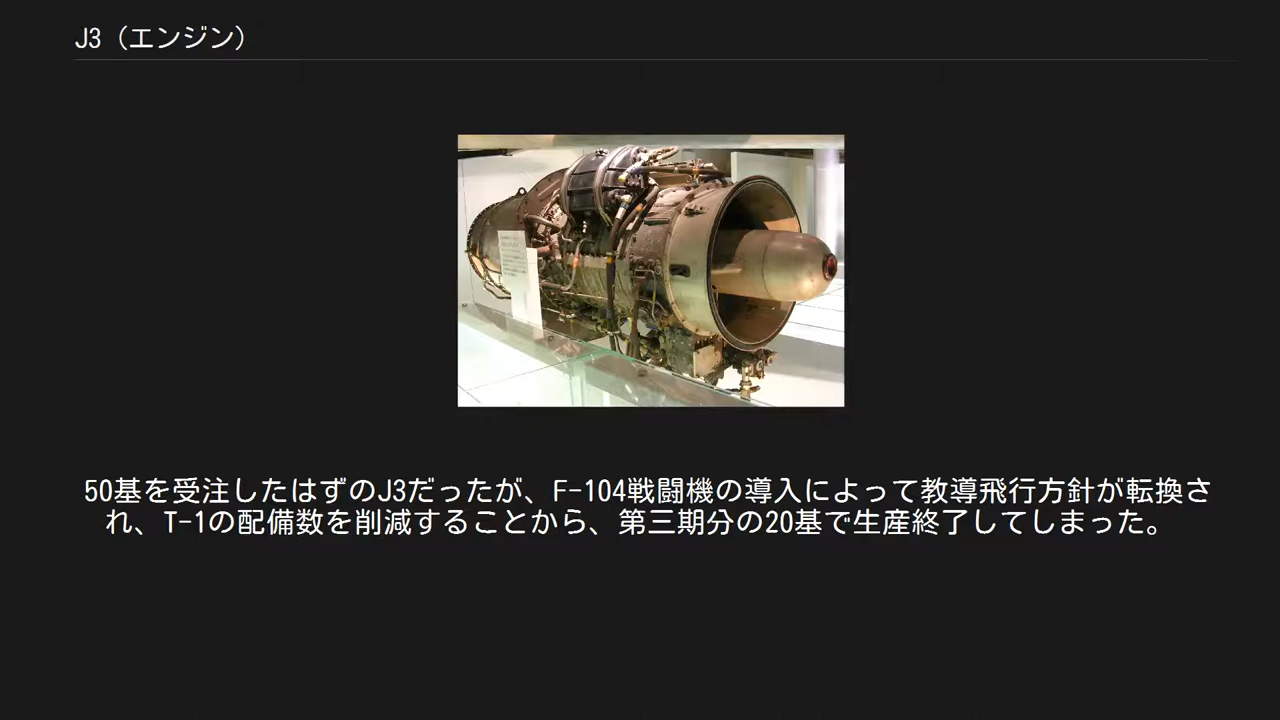 J3（エンジン）
50基を受注したはずのJ3だったが、F-104戦闘機の導入によって教導飛行方針が転換さ
れ、T-1の配備数を削減することから、第三期分の20基で生産終了してしまった。